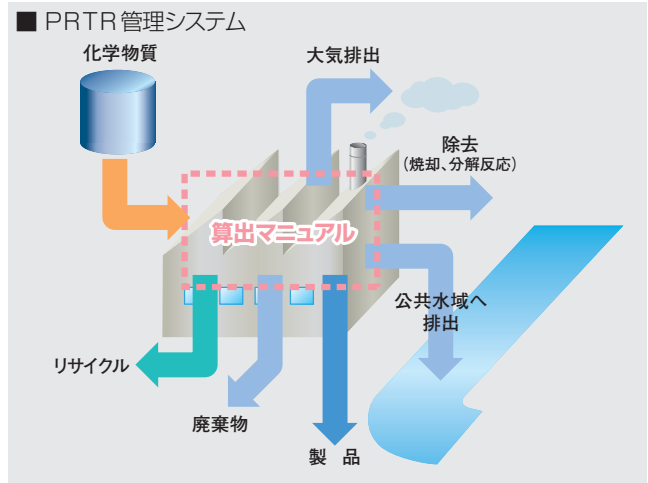 ■ PRTR管理システム
化学物質
大気排出
除去
(焼却、分解反応)
算出マニュアル
公共水域へ
排出
リサイクル
廃棄物
製 品